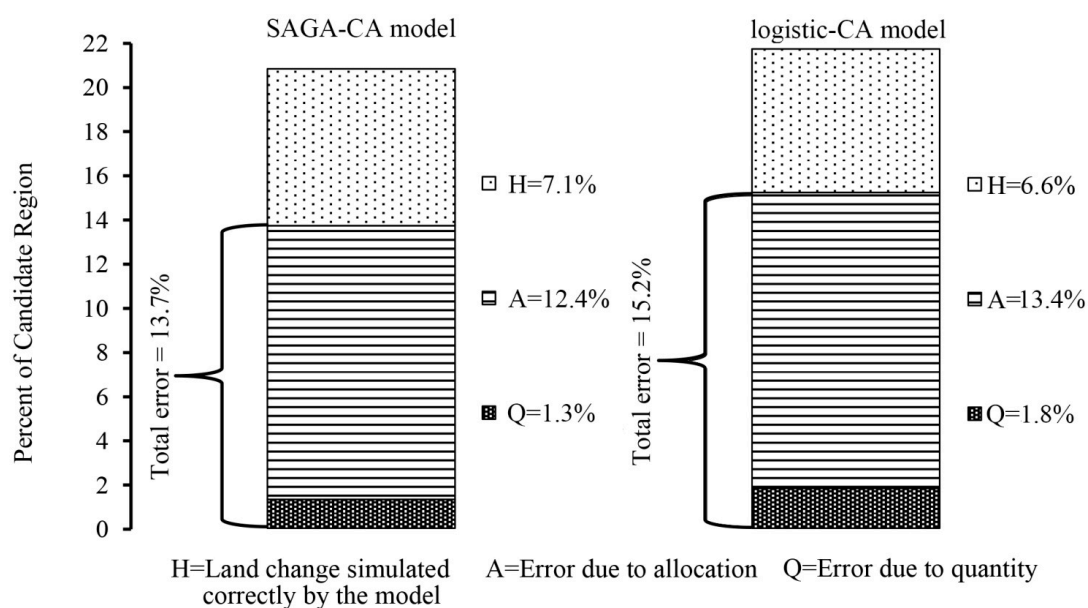 SAGA-CA model
logistic-CA model
Percent of Candidate Region
22
20
18
16
14
12
10
8
6
4
2
0
Total error = 13.7%
H=7.1%
A=12.4%
Q=1.3%
Total error = 15.2%
H=6.6%
A=13.4%
Q=1.8%
H=Land change simulated
correctly by the model
A=Error due to allocation
Q=Error due to quantity